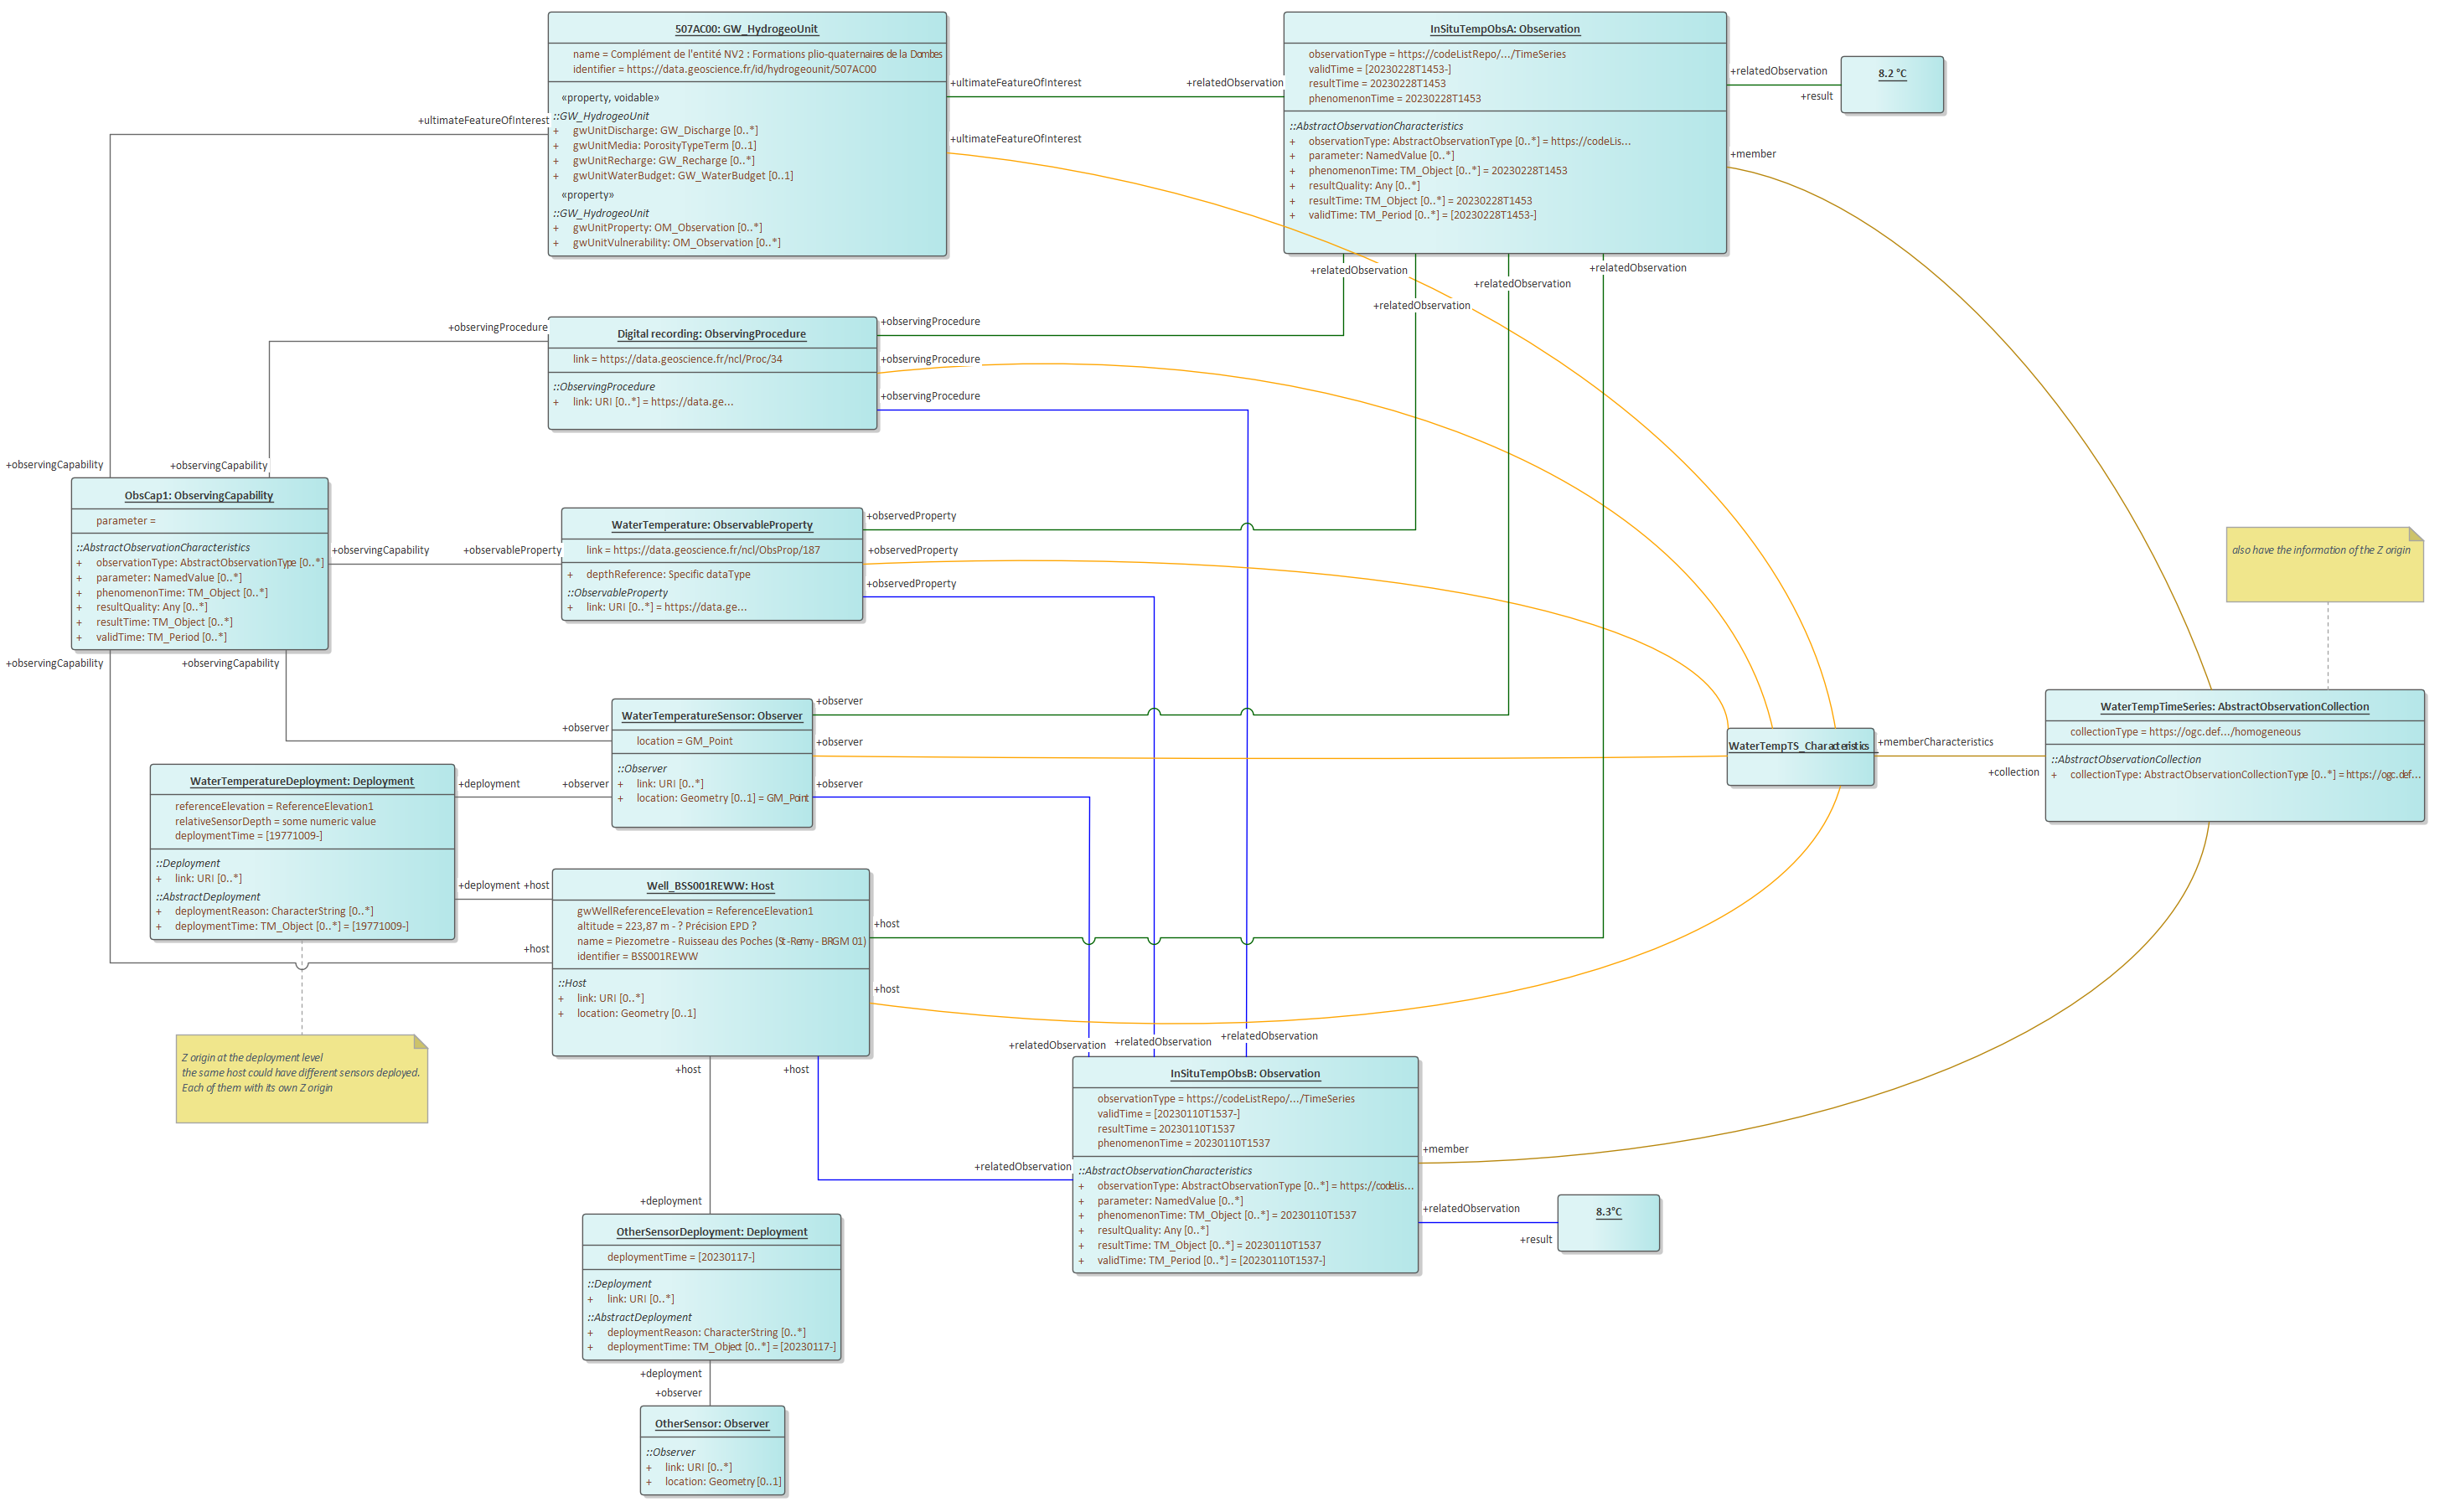 507AC00: GW_HydrogeoUnit
name = Complément de l'entité NV2 : Formations plio-quaternaires de la Dombes
identifier = https://data.geoscience.fr/id/hydrogeounit/507AC00
«property, voidable»
::GW_HydrogeoUnit
+ gwUnitDischarge: GW_Discharge [0..*]
+ gwUnitMedia: PorosityTypeTerm [0..1]
+ gwUnitRecharge: GW_Recharge [0..*]
+ gwUnitWaterBudget: GW_WaterBudget [0..1]
«property»
::GW_HydrogeoUnit
+ gwUnitProperty: OM_Observation [0..*]
+ gwUnitVulnerability: OM_Observation [0..*]
+ultimateFeatureOfInterest
+ultimateFeatureOfInterest
+ultimateFeatureOfInterest
+relatedObservation
InSituTempObsA: Observation
observationType = https://codeListRepo/.../TimeSeries
validTime = [20230228T1453-]
resultTime = 20230228T1453
phenomenonTime = 20230228T1453
::AbstractObservationCharacteristics
+ observationType: AbstractObservationType [0..*] = https://codeLis...
+ parameter: NamedValue [0..*]
+ phenomenonTime: TM_Object [0..*] = 20230228T1453
+ resultQuality: Any [0..*]
+ resultTime: TM_Object [0..*] = 20230228T1453
+ validTime: TM_Period [0..*] = [20230228T1453-]
+relatedObservation
+result
8.2 °C
+member
+relatedObservation
+relatedObservation
+relatedObservation
+relatedObservation
+observingProcedure
Digital recording: ObservingProcedure
link = https://data.geoscience.fr/ncl/Proc/34
::ObservingProcedure
+ link: URI [0..*] = https://data.ge...
+observingProcedure
+observingProcedure
+observingProcedure
+observingCapability
+observingCapability
ObsCap1: ObservingCapability
parameter =
::AbstractObservationCharacteristics
+ observationType: AbstractObservationType [0..*]
+ parameter: NamedValue [0..*]
+ phenomenonTime: TM_Object [0..*]
+ resultQuality: Any [0..*]
+ resultTime: TM_Object [0..*]
+ validTime: TM_Period [0..*]
+observingCapability
+observableProperty
+observingCapability
+observingCapability
WaterTemperature: ObservableProperty
link = https://data.geoscience.fr/ncl/ObsProp/187
+ depthReference: Specific dataType
::ObservableProperty
+ link: URI [0..*] = https://data.ge...
+observedProperty
+observedProperty
+observedProperty
also have the information of the Z origin
WaterTemperatureSensor: Observer
location = GM_Point
::Observer
+ link: URI [0..*]
+ location: Geometry [0..1] = GM_Point
+observer
+observer
+observer
+observer
+observer
WaterTempTS_Characteristics
+memberCharacteristics
+collection
WaterTempTimeSeries: AbstractObservationCollection
collectionType = https://ogc.def.../homogeneous
::AbstractObservationCollection
+ collectionType: AbstractObservationCollectionType [0..*] = https://ogc.def...
WaterTemperatureDeployment: Deployment
referenceElevation = ReferenceElevation1
relativeSensorDepth = some numeric value
deploymentTime = [19771009-]
::Deployment
+ link: URI [0..*]
::AbstractDeployment
+ deploymentReason: CharacterString [0..*]
+ deploymentTime: TM_Object [0..*] = [19771009-]
+deployment
+deployment +host
+host
Well_BSS001REWW: Host
gwWellReferenceElevation = ReferenceElevation1
altitude = 223,87 m - ? Précision EPD ?
name = Piezometre - Ruisseau des Poches (St-Remy - BRGM 01)
identifier = BSS001REWW
::Host
+ link: URI [0..*]
+ location: Geometry [0..1]
+host
+host
+host
+host
Z origin at the deployment level
the same host could have different sensors deployed.
Each of them with its own Z origin
+relatedObservation
+relatedObservation
+relatedObservation
+relatedObservation
InSituTempObsB: Observation
observationType = https://codeListRepo/.../TimeSeries
validTime = [20230110T1537-]
resultTime = 20230110T1537
phenomenonTime = 20230110T1537
::AbstractObservationCharacteristics
+ observationType: AbstractObservationType [0..*] = https://codeLis...
+ parameter: NamedValue [0..*]
+ phenomenonTime: TM_Object [0..*] = 20230110T1537
+ resultQuality: Any [0..*]
+ resultTime: TM_Object [0..*] = 20230110T1537
+ validTime: TM_Period [0..*] = [20230110T1537-]
+member
+relatedObservation
+result
8.3°C
+deployment
OtherSensorDeployment: Deployment
deploymentTime = [20230117-]
::Deployment
+ link: URI [0..*]
::AbstractDeployment
+ deploymentReason: CharacterString [0..*]
+ deploymentTime: TM_Object [0..*] = [20230117-]
+deployment
+observer
OtherSensor: Observer
::Observer
+ link: URI [0..*]
+ location: Geometry [0..1]